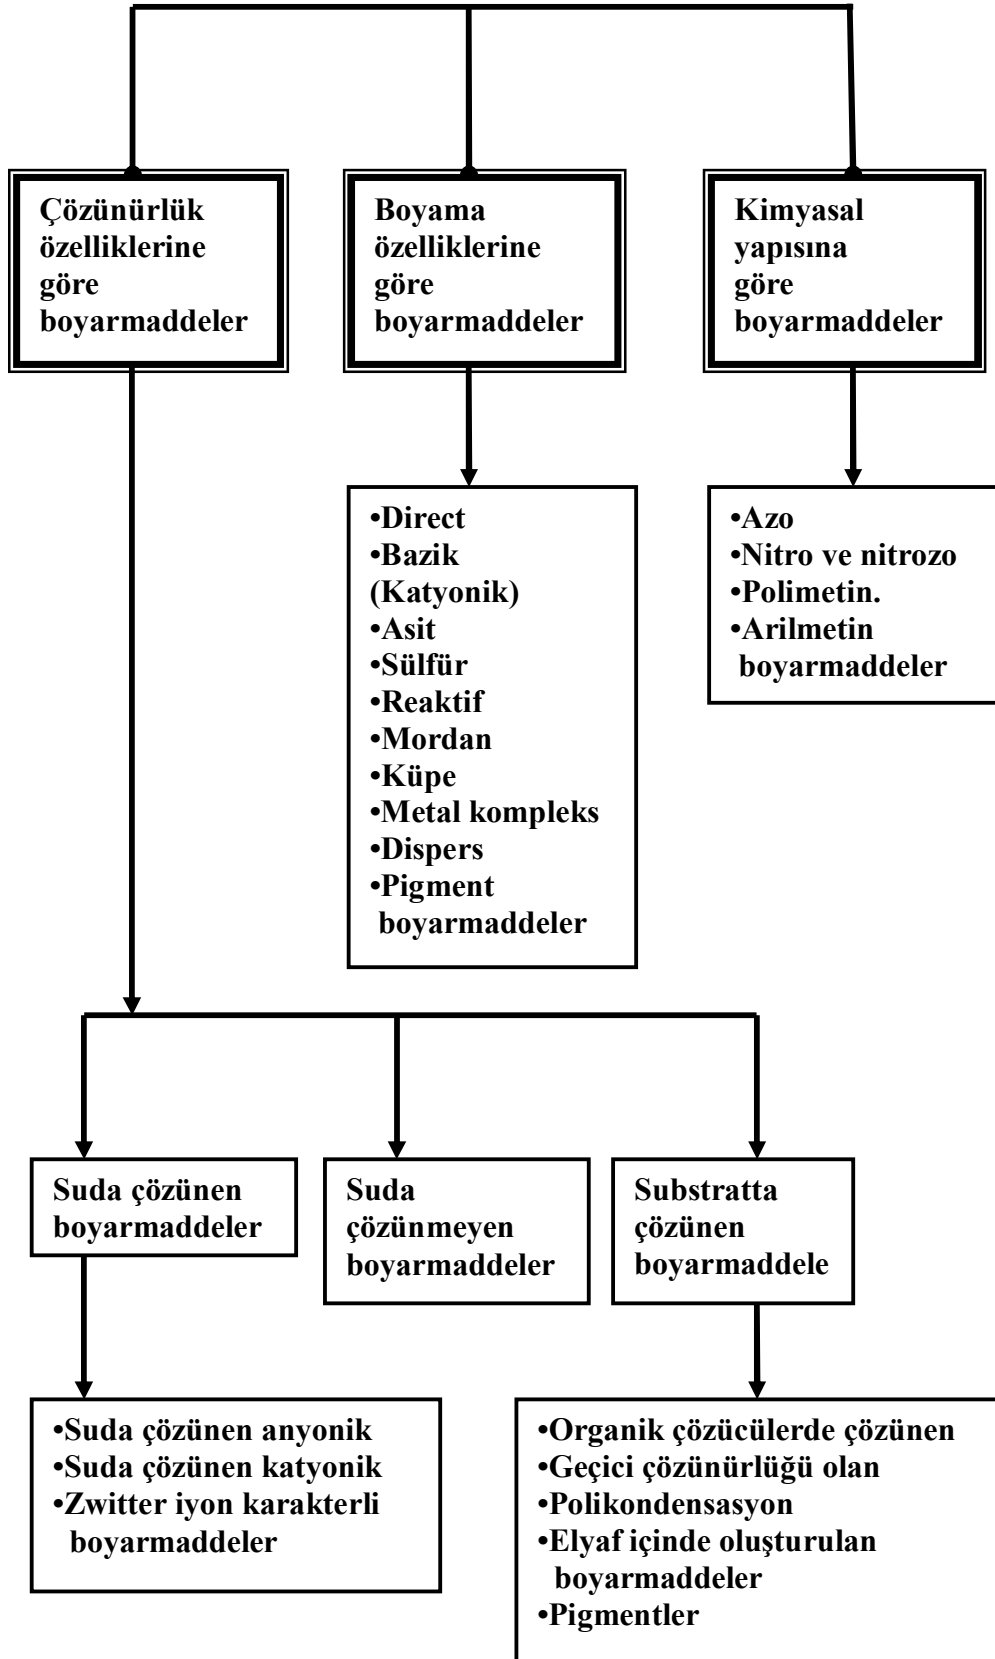 Çözünürlük
özelliklerine
göre
boyarmaddeler
Boyama
özelliklerine
göre
boyarmaddeler
Kimyasal
yapısına
göre
boyarmaddeler
•Direct
•Bazik
(Katyonik)
•Asit
•Sülfür
•Reaktif
•Mordan
•Küpe
•Metal kompleks
•Dispers
•Pigment
boyarmaddeler
•Azo
•Nitro ve nitrozo
•Polimetin.
•Arilmetin
boyarmaddeler
Suda çözünen
boyarmaddeler
Suda
çözünmeyen
boyarmaddeler
Substratta
çözünen
boyarmaddele
•Suda çözünen anyonik
•Suda çözünen katyonik
•Zwitter iyon karakterli
boyarmaddeler
•Organik çözücülerde çözünen
•Geçici çözünürlüğü olan
•Polikondensasyon
•Elyaf içinde oluşturulan
boyarmaddeler
•Pigmentler